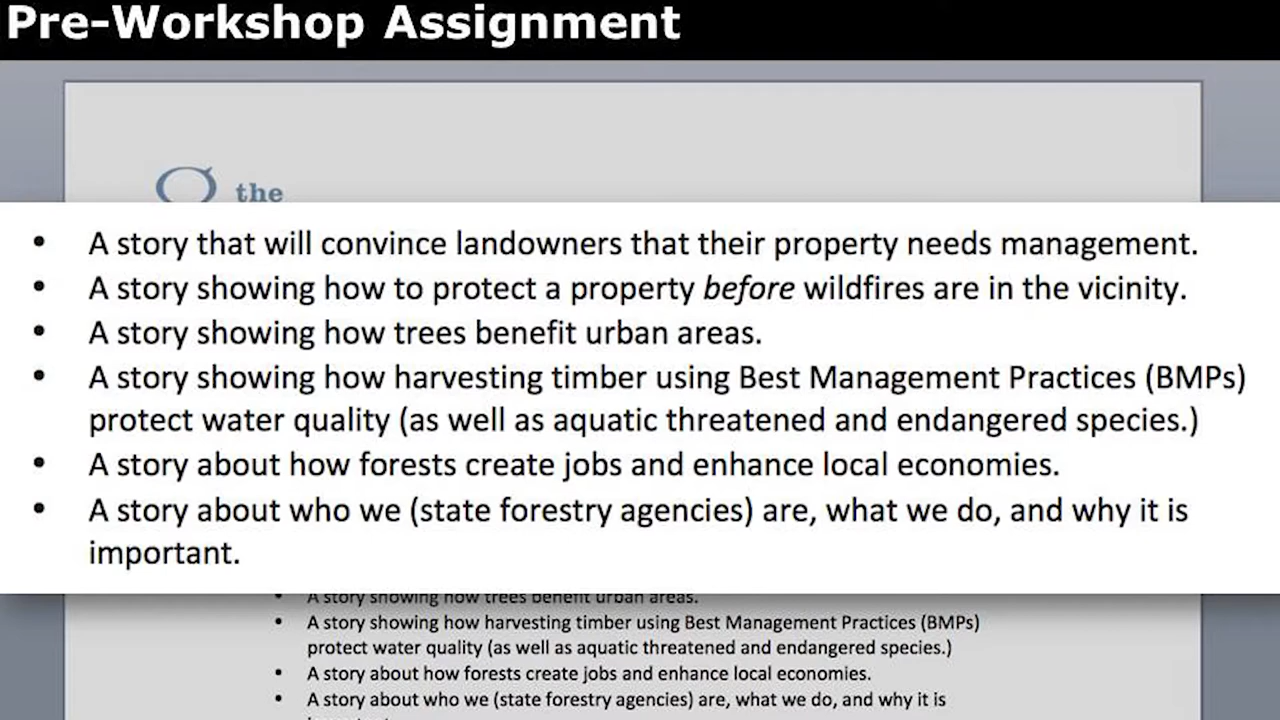 Pre-Workshop Assignment
the
• A story that will convince landowners that their property needs management.
• A story showing how to protect a property before wildfires are in the vicinity.
• A story showing how trees benefit urban areas.
• A story showing how harvesting timber using Best Management Practices (BMPs)
protect water quality (as well as aquatic threatened and endangered species.)
• A story about how forests create jobs and enhance local economies.
• A story about who we (state forestry agencies) are, what we do, and why it is
important.
• A story showing how trees benefit urban areas.
• A story showing how harvesting timber using Best Management Practices (BMPs)
protect water quality (as well as aquatic threatened and endangered species.)
• A story about how forests create jobs and enhance local economies.
• A story about who we (state forestry agencies) are, what we do, and why it is